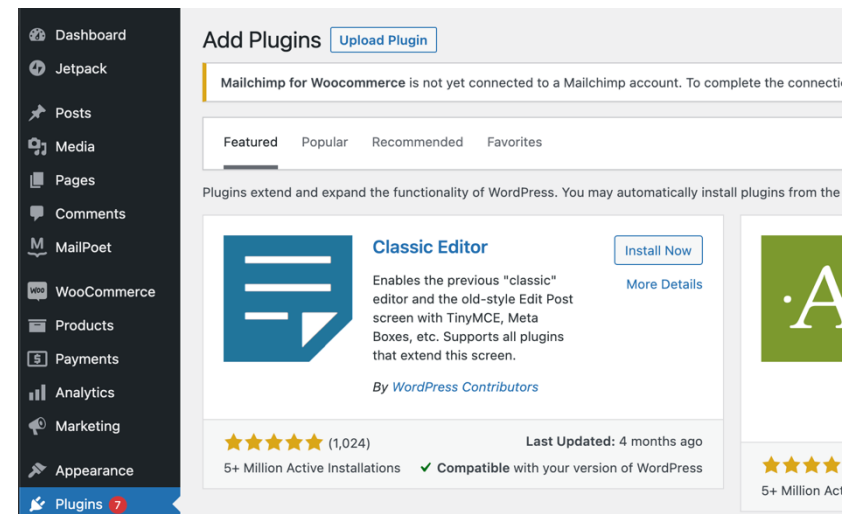 Dashboard
Jetpack
Posts
Media
Pages
Comments
M MailPoet
Woo WooCommerce
Products
$ Payments
Analytics
Marketing
Appearance
Plugins 7
Add Plugins Upload Plugin
Mailchimp for Woocommerce is not yet connected to a Mailchimp account. To complete the connecti
Featured Popular Recommended Favorites
Plugins extend and expand the functionality of WordPress. You may automatically install plugins from the
Classic Editor
Install Now
More Details
Enables the previous "classic"
editor and the old-style Edit Post
screen with TinyMCE, Meta
Boxes, etc. Supports all plugins
that extend this screen.
By WordPress Contributors
(1,024)
Last Updated: 4 months ago
5+ Million Active Installations
✓ Compatible with your version of WordPress
·A
5+ Million Act